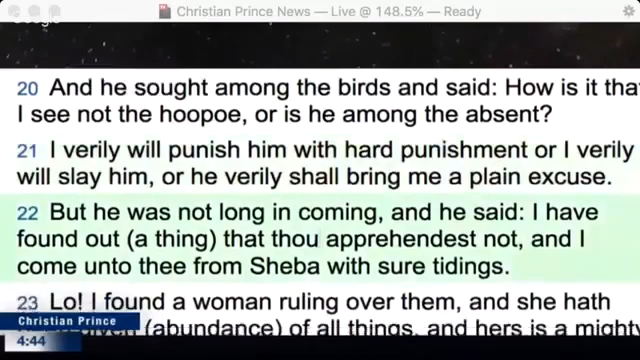 Christian Prince News — Live @ 148.5% — Ready
20 And he sought among the birds and said: How is it tha
I see not the hoopoe, or is he among the absent?
21 I verily will punish him with hard punishment or I verily
will slay him, or he verily shall bring me a plain excuse.
22 But he was not long in coming, and he said: I have
found out (a thing) that thou apprehendest not, and I
come unto thee from Sheba with sure tidings.
23 Lo! I found a woman ruling over them, and she hath
(abundance) of all things, and hers is a mighty
Christian Prince
4:44